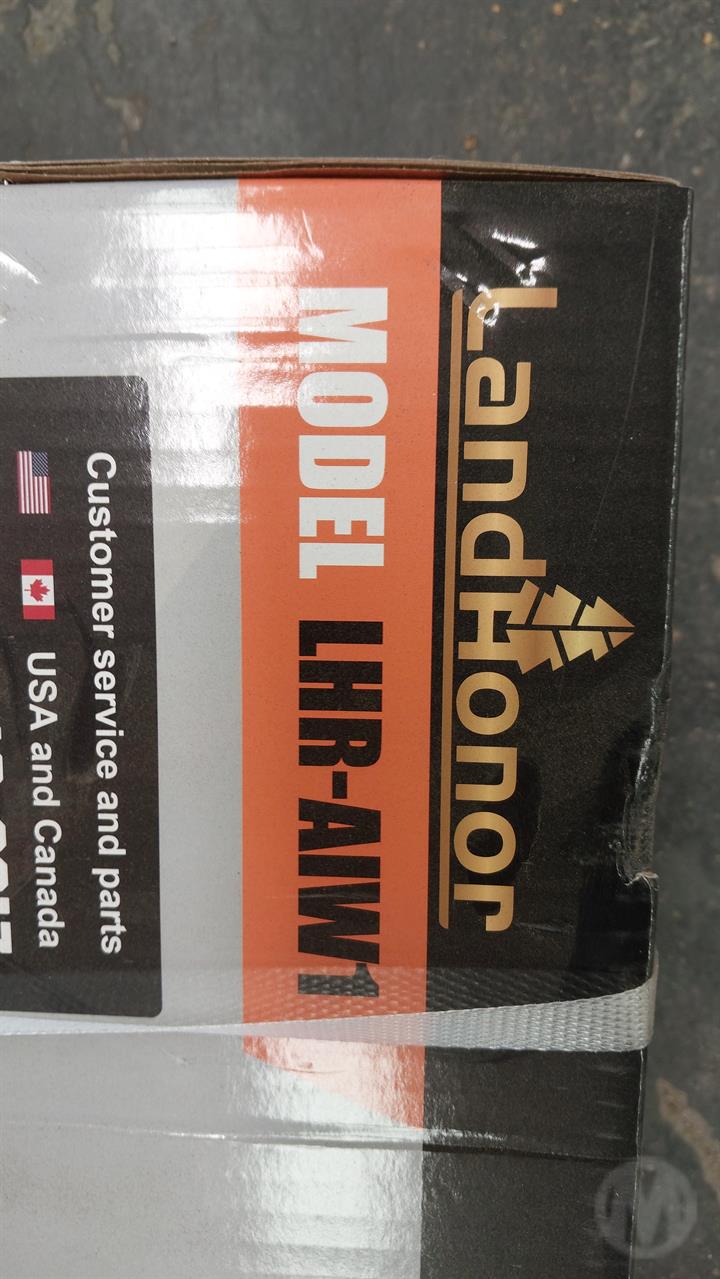 LandHonor
MODEL LHR-AIW1
Customer service and parts
USA and Canada